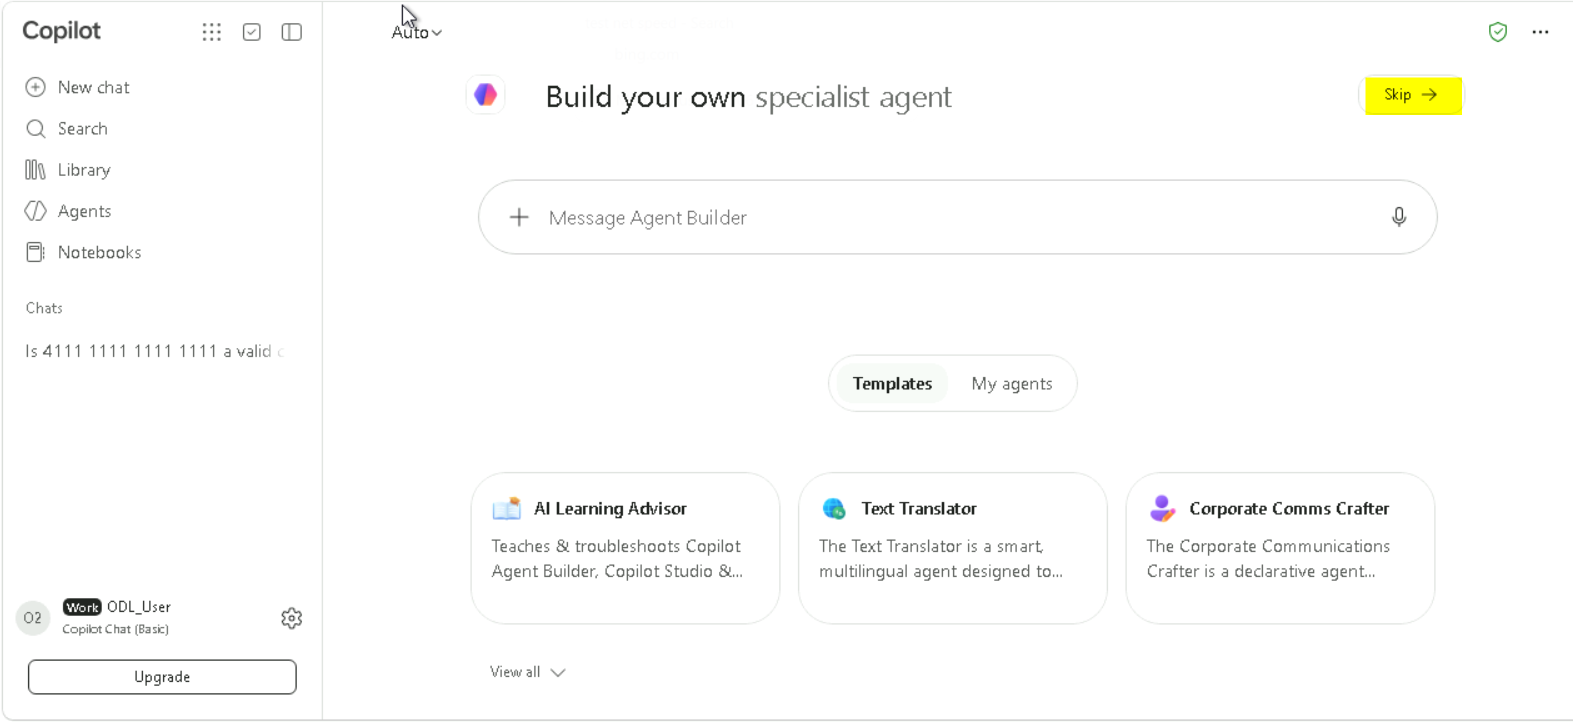 Copilot
Auto
New chat
Search
Library
Agents
Notebooks
Chats
Is 4111 1111 1111 1111 a valid
O2
Work ODL_User
Copilot Chat (Basic)
Upgrade
Build your own specialist agent
Skip
Message Agent Builder
Templates
My agents
AI Learning Advisor
Teaches & troubleshoots Copilot
Agent Builder, Copilot Studio &...
Text Translator
The Text Translator is a smart,
multilingual agent designed to...
Corporate Comms Crafter
The Corporate Communications
Crafter is a declarative agent...
View all